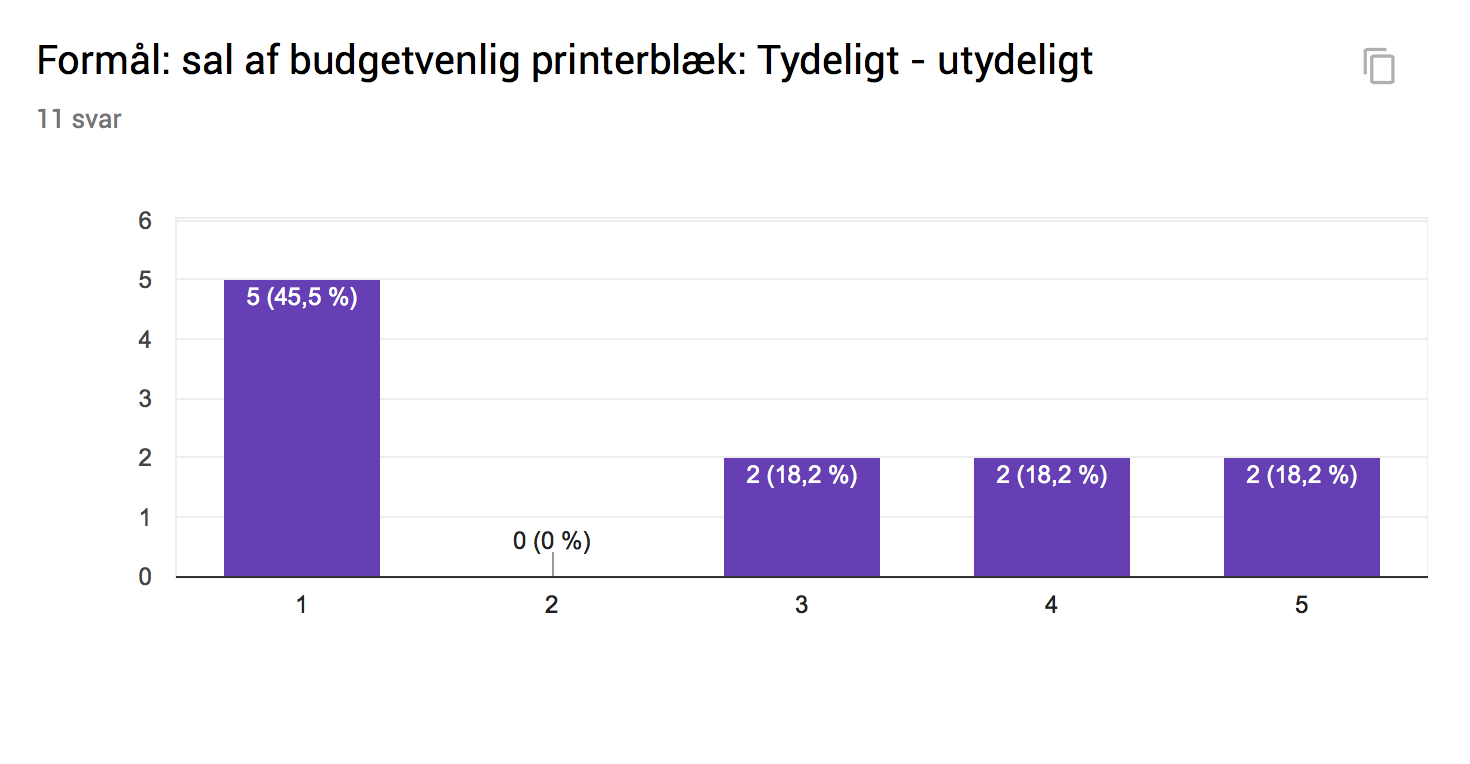 Formål: sal af budgetvenlig printerblæk: Tydeligt - utydeligt
11 svar
6
5
4
3
2
1
0
5 (45,5 %)
0 (0 %)
2 (18,2 %)
2 (18,2 %)
2 (18,2 %)
1
2
3
4
5